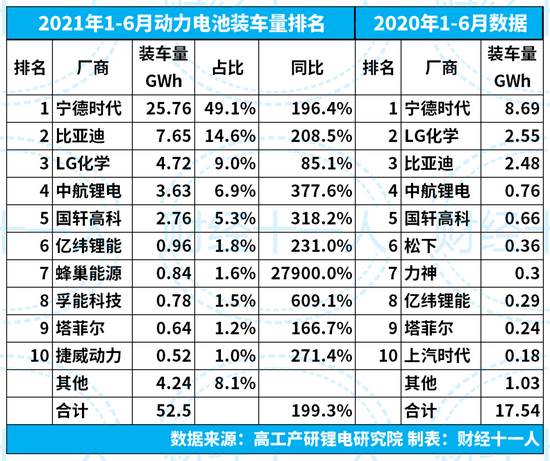 2021年1-6月动力电池装车量排名 2020年1-6月数据
排名 厂商 装车量 GWh 占比 同比 排名 厂商 装车量 GWh
1 宁德时代 25.76 49.1% 196.4% 1 宁德时代 8.69
2 比亚迪 7.65 14.6% 208.5% 2 LG化学 2.55
3 LG化学 4.72 9.0% 85.1% 3 比亚迪 2.48
4 中航锂电 3.63 6.9% 377.6% 4 中航锂电 0.76
5 国轩高科 2.76 5.3% 318.2% 5 国轩高科 0.66
6 亿纬锂能 0.96 1.8% 231.0% 6 松下 0.36
7 蜂巢能源 0.84 1.6% 27900.0% 7 力神 0.3
8 孚能科技 0.78 1.5% 609.1% 8 亿纬锂能 0.29
9 塔菲尔 0.64 1.2% 166.7% 9 塔菲尔 0.24
10 捷威动力 0.52 1.0% 271.4% 10 上汽时代 0.18
其他 4.24 8.1% 其他 1.03
合计 52.5 199.3% 合计 17.54
数据来源：高工产研锂电研究院 制表：财经十一人